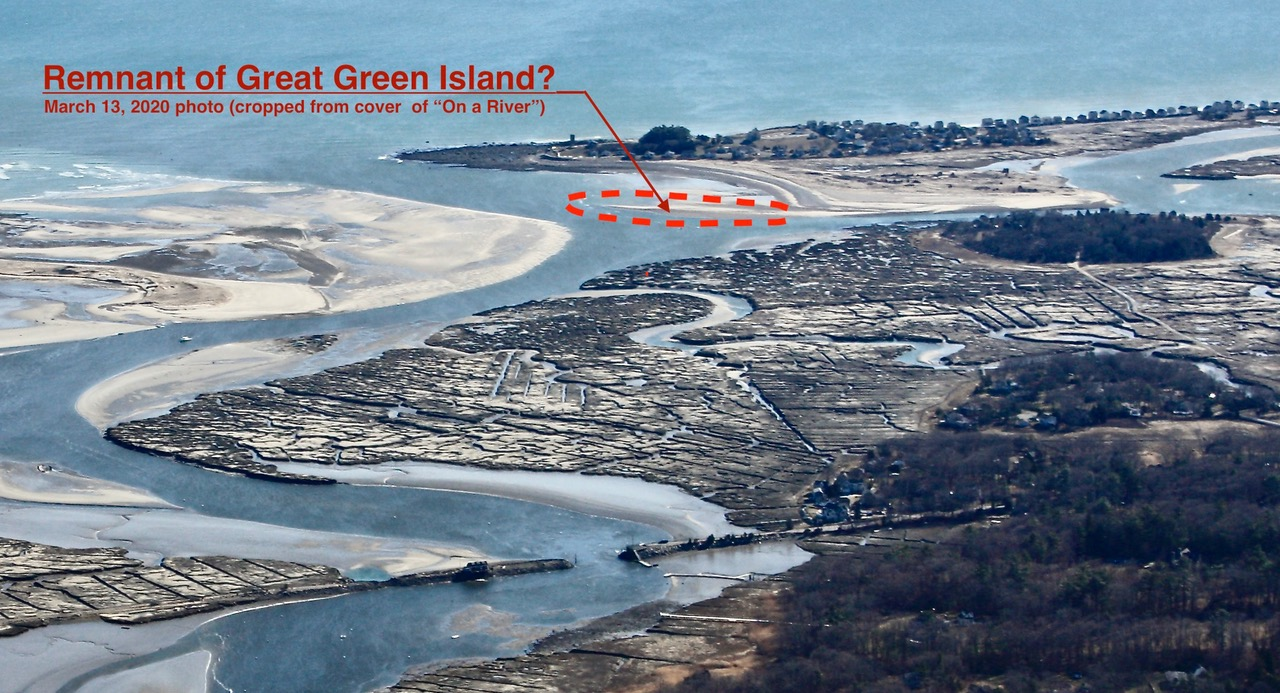 Remnant of Great Green Island?
March 13, 2020 photo (cropped from cover  of “On a River”)